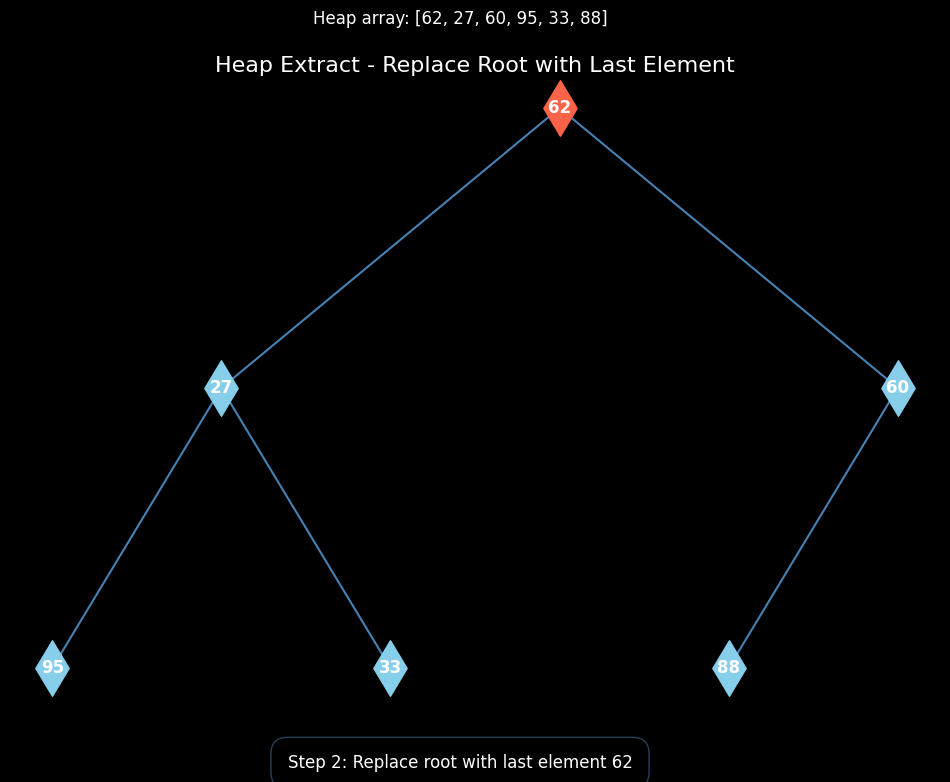 Heap array: [62, 27, 60, 95, 33, 88]
Heap Extract - Replace Root with Last Element
62
27
60
95
33
88
Step 2: Replace root with last element 62